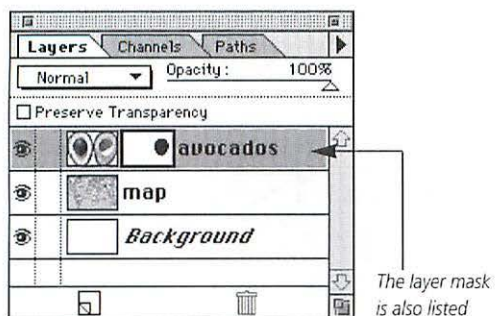 Layers Channels Paths
Normal Opacity: 100%
Preserve Transparency
avocados
map
Background
The layer mask
is also listed